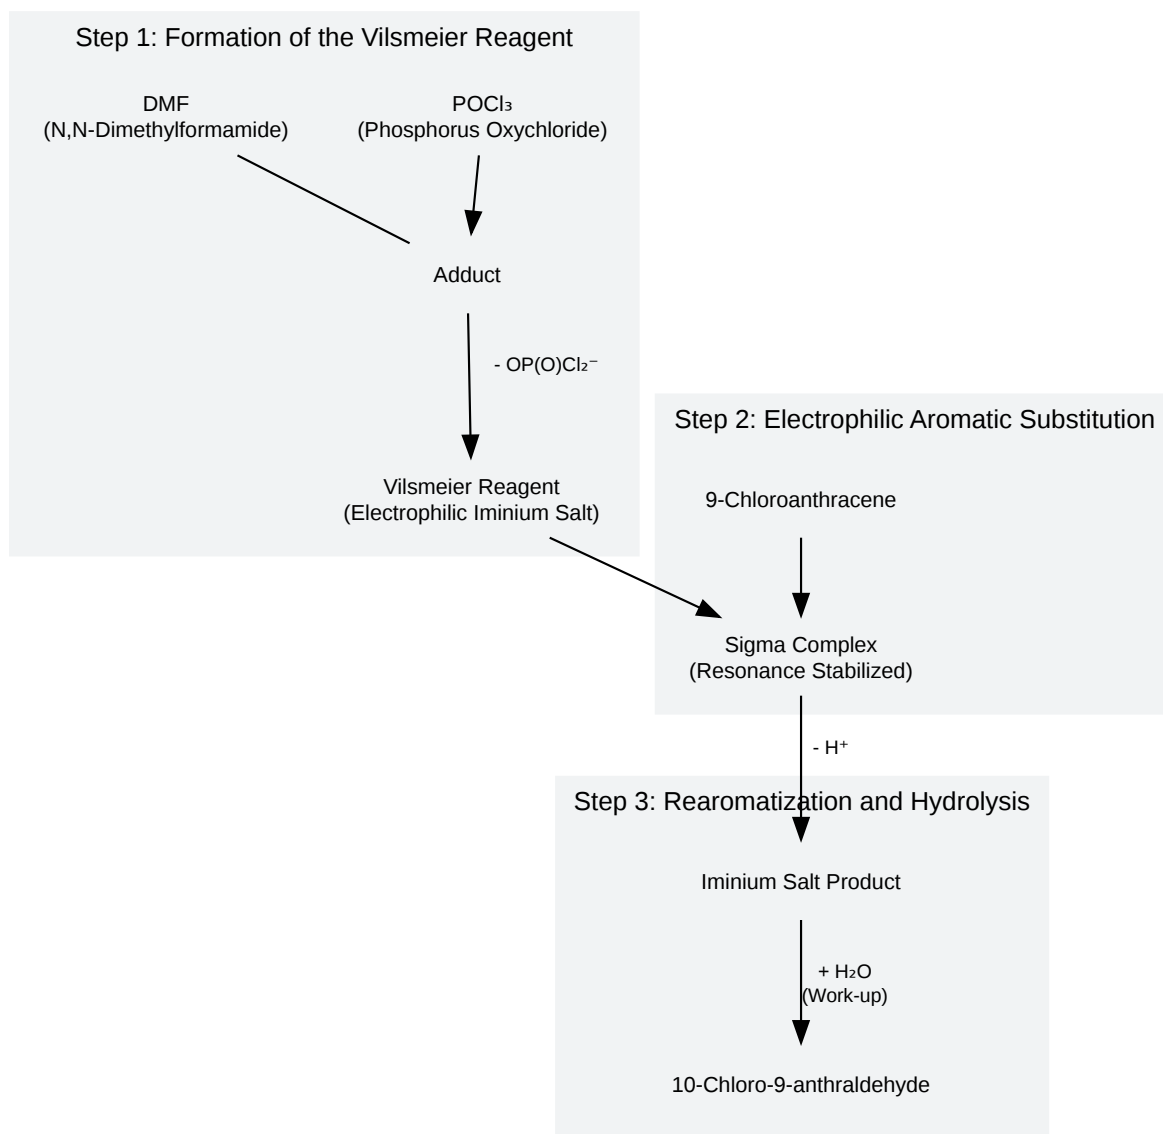 Step 1: Formation of the Vilsmeier Reagent
DMF
(N,N-Dimethylformamide)
POCl₃
(Phosphorus Oxychloride)
Adduct
- OP(O)Cl₂⁻
Vilsmeier Reagent
(Electrophilic Iminium Salt)
Step 2: Electrophilic Aromatic Substitution
9-Chloroanthracene
Sigma Complex
(Resonance Stabilized)
- H⁺
Step 3: Rearomatization and Hydrolysis
Iminium Salt Product
+ H₂O
(Work-up)
10-Chloro-9-anthraldehyde